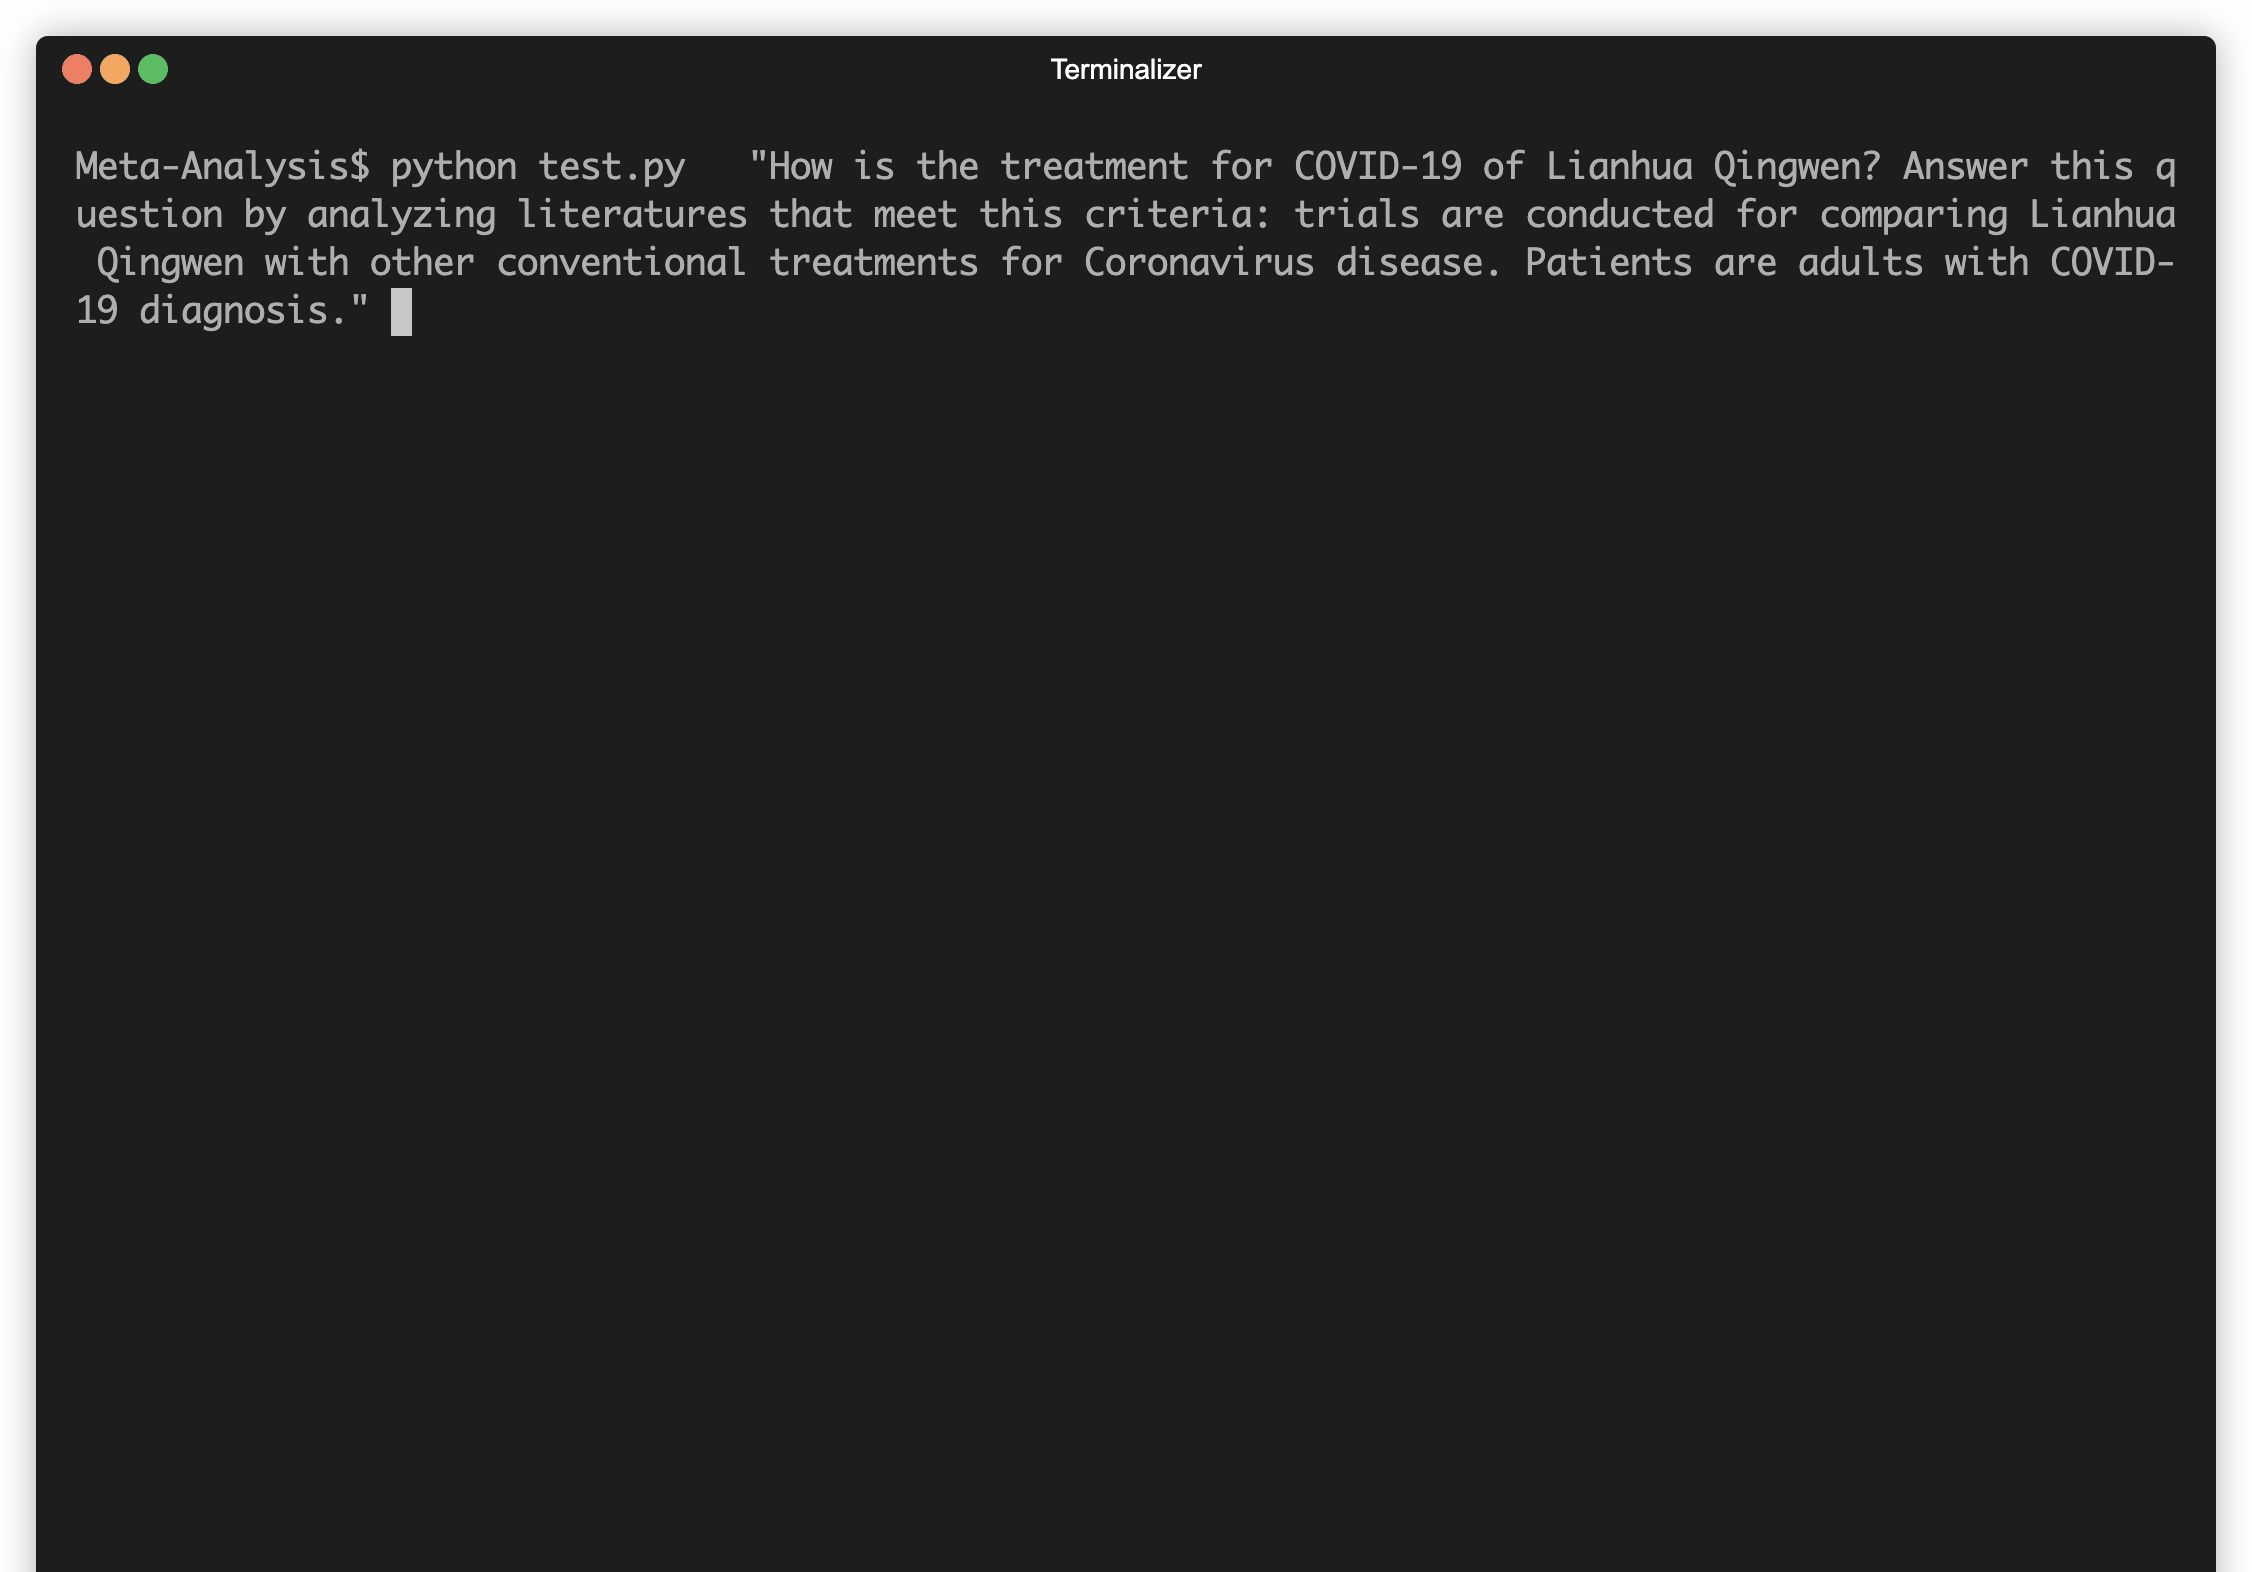 Terminalizer
Meta-Analysis$ python test.py   "How is the treatment for COVID-19 of Lianhua Qingwen? Answer this q
uestion by analyzing literatures that meet this criteria: trials are conducted for comparing Lianhua
 Qingwen with other conventional treatments for Coronavirus disease. Patients are adults with COVID-
19 diagnosis."